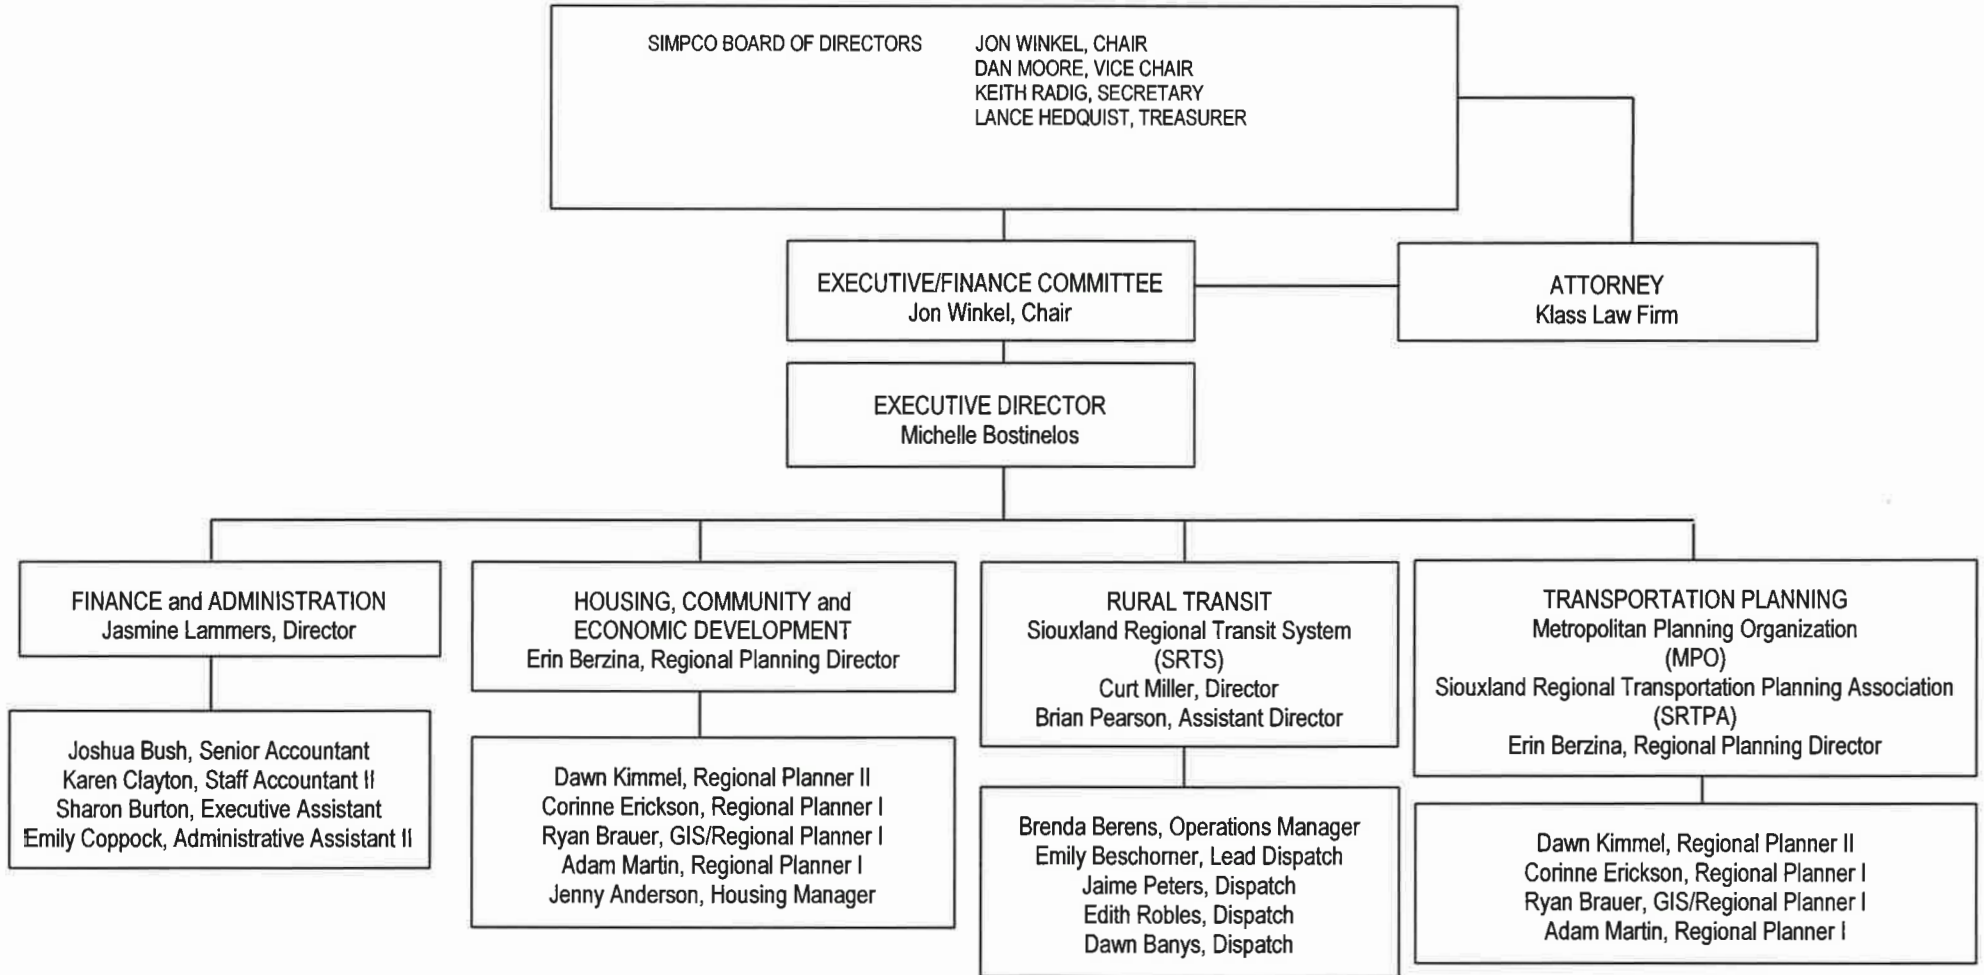 SIMPCO BOARD OF DIRECTORS
JON WINKEL, CHAIR
DAN MOORE, VICE CHAIR
KEITH RADIG, SECRETARY
LANCE HEDQUIST, TREASURER
EXECUTIVE/FINANCE COMMITTEE
Jon Winkel, Chair
ATTORNEY
Klass Law Firm
EXECUTIVE DIRECTOR
Michelle Bostinelos
FINANCE and ADMINISTRATION
Jasmine Lammers, Director
Joshua Bush, Senior Accountant
Karen Clayton, Staff Accountant II
Sharon Burton, Executive Assistant
Emily Coppock, Administrative Assistant II
HOUSING, COMMUNITY and
ECONOMIC DEVELOPMENT
Erin Berzina, Regional Planning Director
Dawn Kimmel, Regional Planner II
Corinne Erickson, Regional Planner I
Ryan Brauer, GIS/Regional Planner I
Adam Martin, Regional Planner I
Jenny Anderson, Housing Manager
RURAL TRANSIT
Siouxland Regional Transit System
(SRTS)
Curt Miller, Director
Brian Pearson, Assistant Director
Brenda Berens, Operations Manager
Emily Beschorner, Lead Dispatch
Jaime Peters, Dispatch
Edith Robles, Dispatch
Dawn Banys, Dispatch
TRANSPORTATION PLANNING
Metropolitan Planning Organization
(MPO)
Siouxland Regional Transportation Planning Association
(SRTPA)
Erin Berzina, Regional Planning Director
Dawn Kimmel, Regional Planner II
Corinne Erickson, Regional Planner I
Ryan Brauer, GIS/Regional Planner I
Adam Martin, Regional Planner I